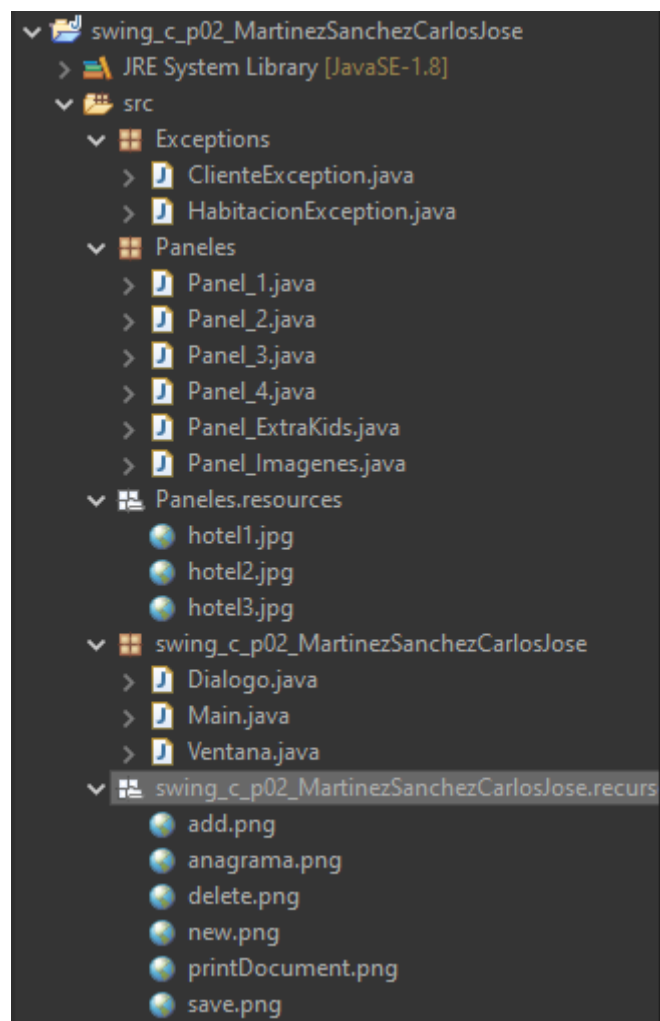 swing_c_p02_MartinezSanchezCarlosJose
JRE System Library [JavaSE-1.8]
src
Exceptions
ClienteException.java
HabitacionException.java
Paneles
Panel_1.java
Panel_2.java
Panel_3.java
Panel_4.java
Panel_ExtraKids.java
Panel_Imagenes.java
Paneles.resources
hotel1.jpg
hotel2.jpg
hotel3.jpg
swing_c_p02_MartinezSanchezCarlosJose
Dialogo.java
Main.java
Ventana.java
swing_c_p02_MartinezSanchezCarlosJose.recurs
add.png
anagrama.png
delete.png
new.png
printDocument.png
save.png